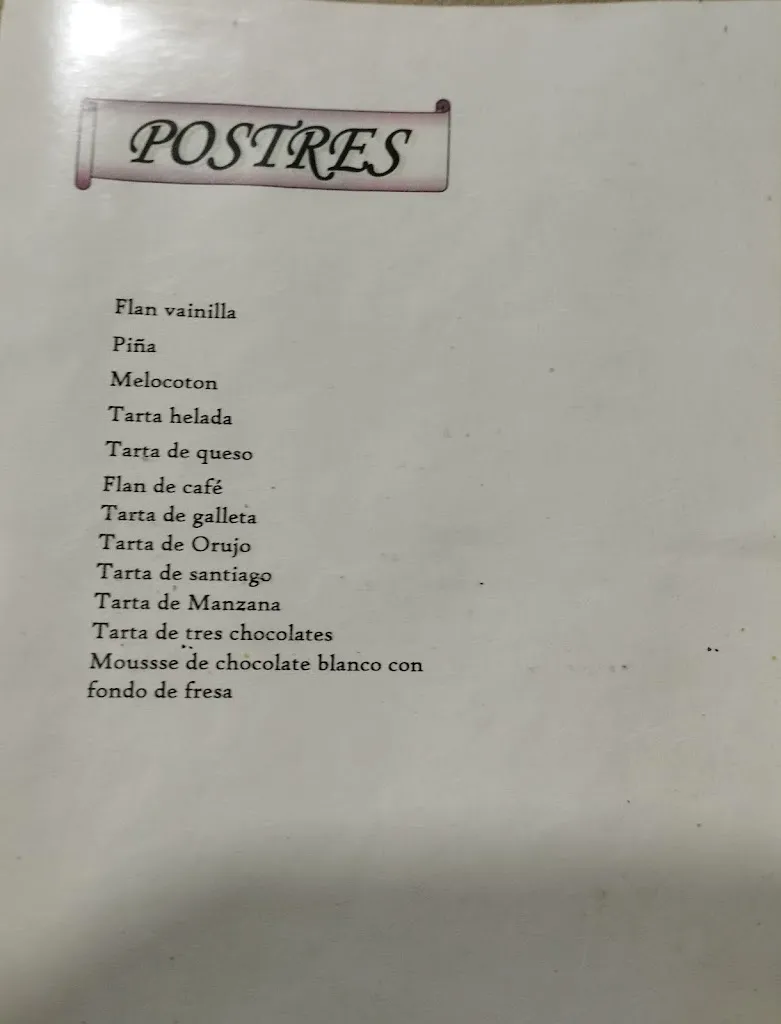 POSTRES
Flan vainilla
Piña
Melocoton
Tarta helada
Tarta de queso
Flan de café
Tarta de galleta
Tarta de Orujo
Tarta de santiago
Tarta de Manzana
Tarta de tres chocolates
Moussse de chocolate blanco con
fondo de fresa